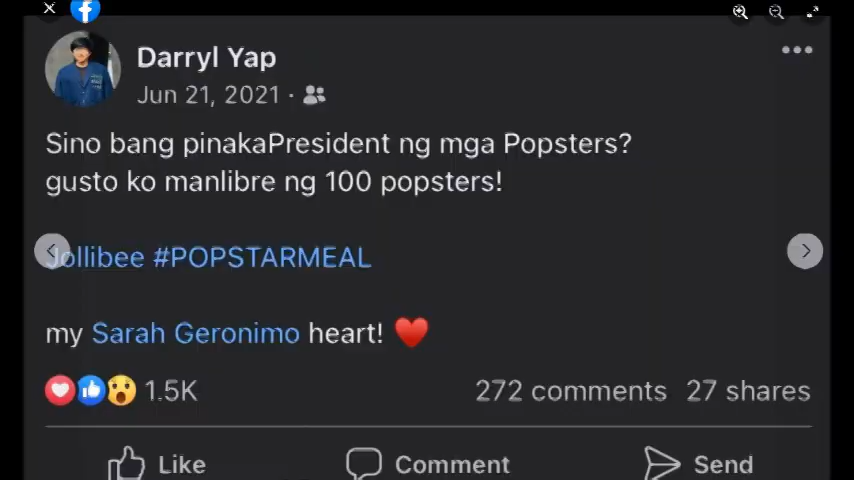 Darryl Yap
Jun 21, 2021 ·
Sino bang pinakaPresident ng mga Popsters?
gusto ko manlibre ng 100 popsters!
Jollibee #POPSTARMEAL
my Sarah Geronimo heart! ❤️
1.5K 272 comments 27 shares
Like Comment Send